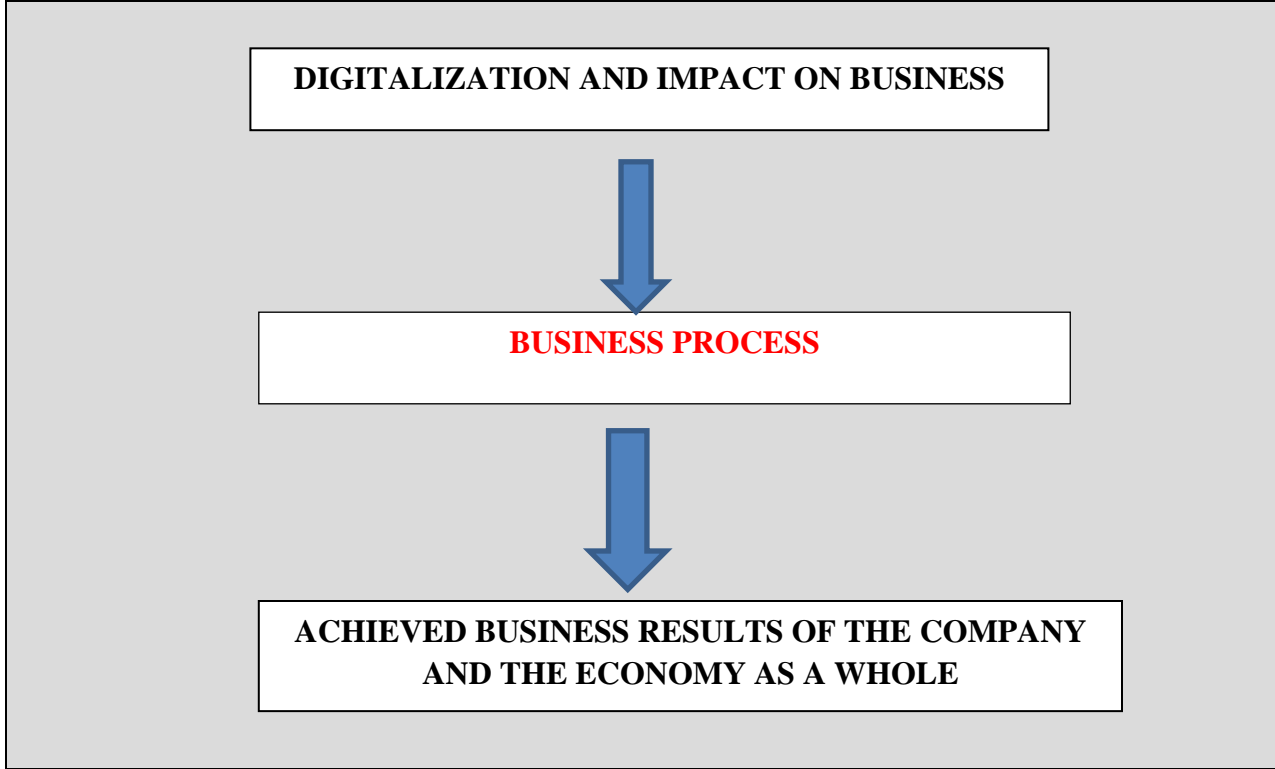 DIGITALIZATION AND IMPACT ON BUSINESS
BUSINESS PROCESS
ACHIEVED BUSINESS RESULTS OF THE COMPANY
AND THE ECONOMY AS A WHOLE